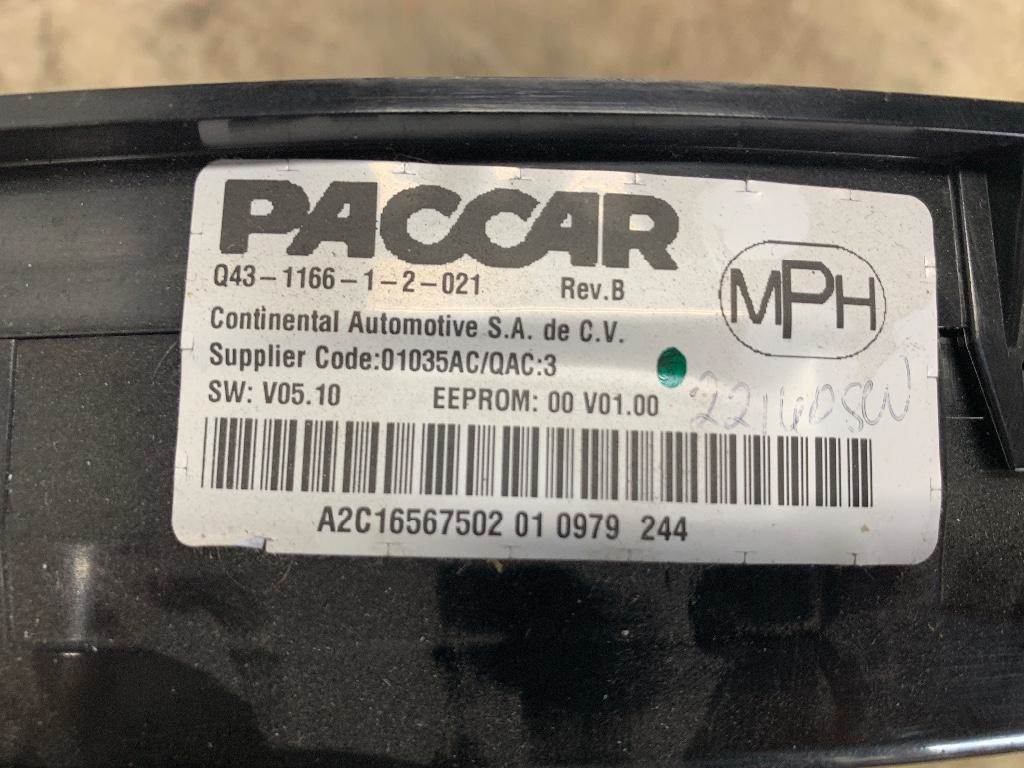 PACCAR
Q43-1166-1-2-021 Rev.B
MPH
Continental Automotive S.A. de C.V.
Supplier Code:01035AC/QAC:3
SW: V05.10 EEPROM: 00 V01.00
A2C16567502 01 0979 244